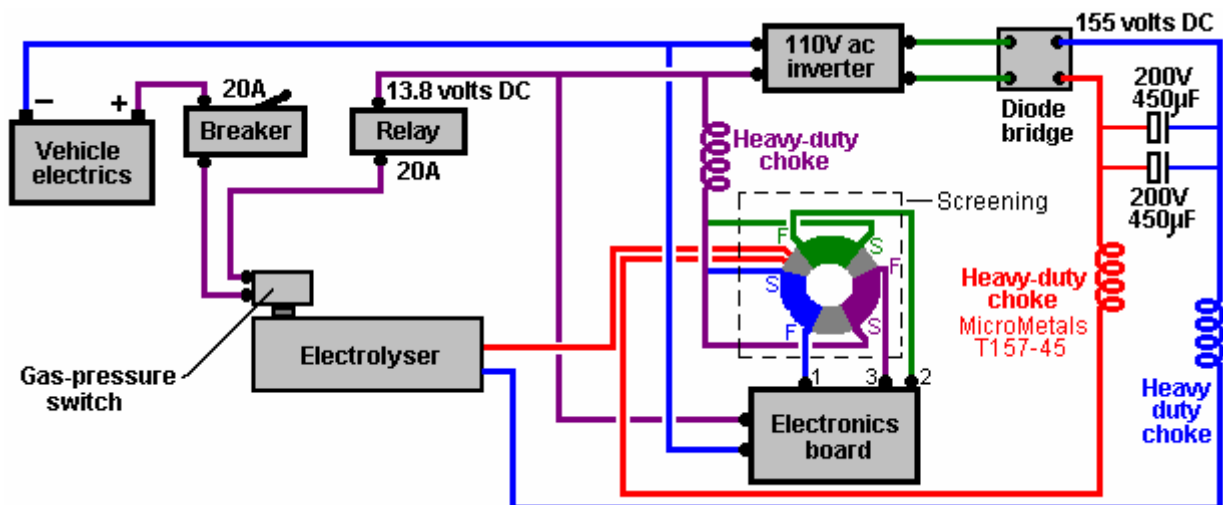 155 volts DC
110V ac
inverter
200V
450µF
Diode
bridge
200V
450µF
20A
13.8 volts DC
– +
Breaker
Relay
20A
Vehicle
electrics
Heavy-duty
choke
Screening
F
S
F
S
F
S
Heavy-duty
choke
MicroMetals
T157-45
Electrolyser
Gas-pressure
switch
1 3 2
Electronics
board
Heavy
duty
choke